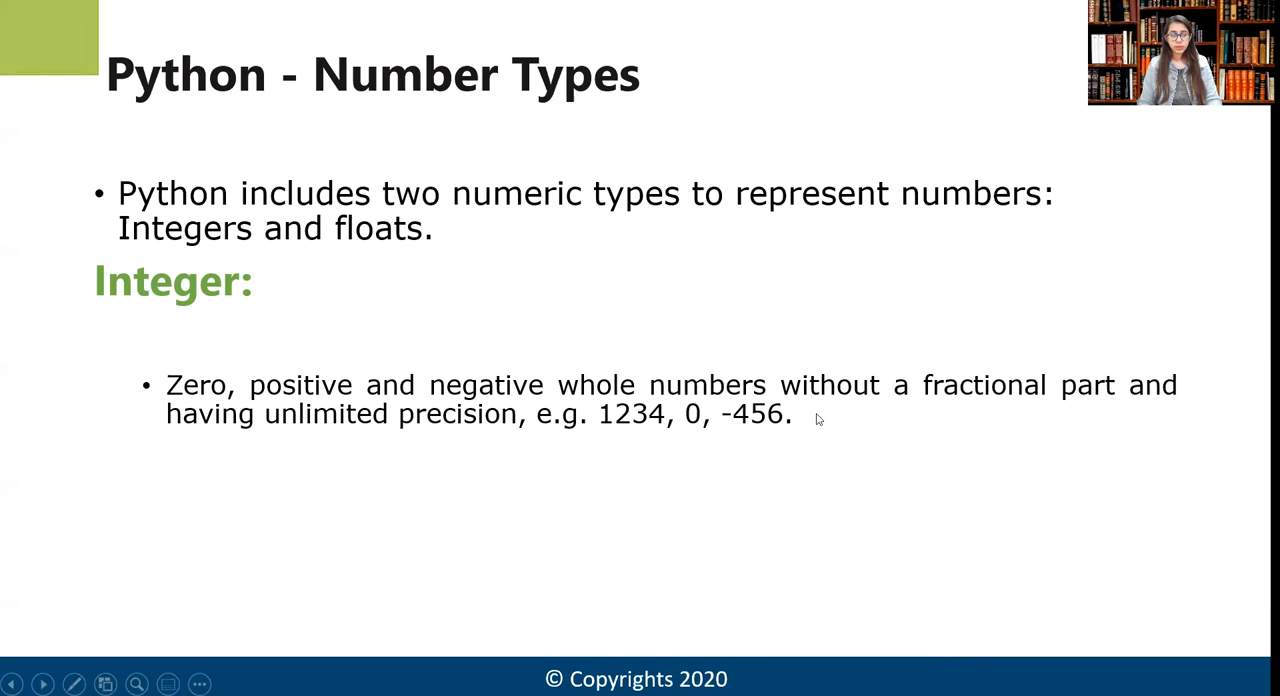 Python - Number Types
• Python includes two numeric types to represent numbers:
Integers and floats.
Integer:
• Zero, positive and negative whole numbers without a fractional part and
having unlimited precision, e.g. 1234, 0, -456.
© Copyrights 2020